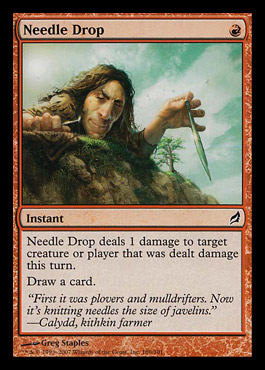 Needle Drop
Instant
Needle Drop deals 1 damage to target
creature or player that was dealt damage
this turn.
Draw a card.
"First it was plovers and mulldrifters. Now
it's knitting needles the size of javelins."
—Calydd, kithkin farmer
Greg Staples